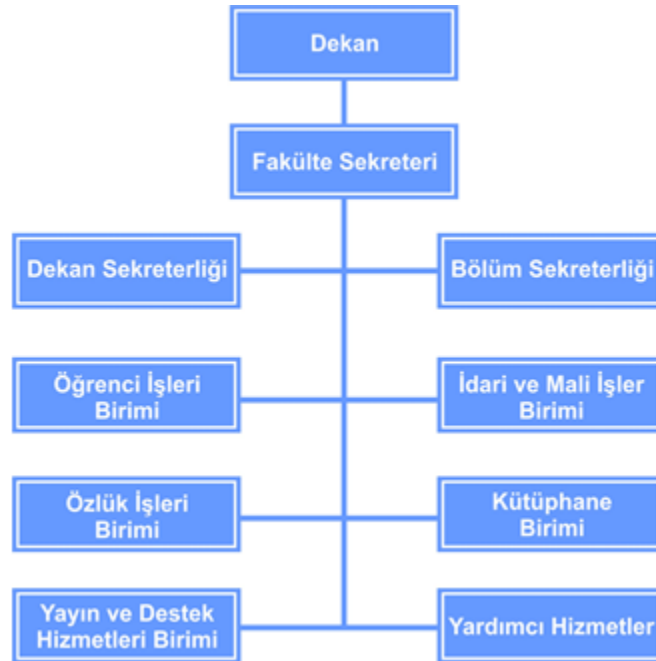 Dekan
Fakülte Sekreteri
Dekan Sekreterliği
Bölüm Sekreterliği
Öğrenci İşleri
Birimi
İdari ve Mali İşler
Birimi
Özlük İşleri
Birimi
Kütüphane
Birimi
Yayın ve Destek
Hizmetleri Birimi
Yardımcı Hizmetler